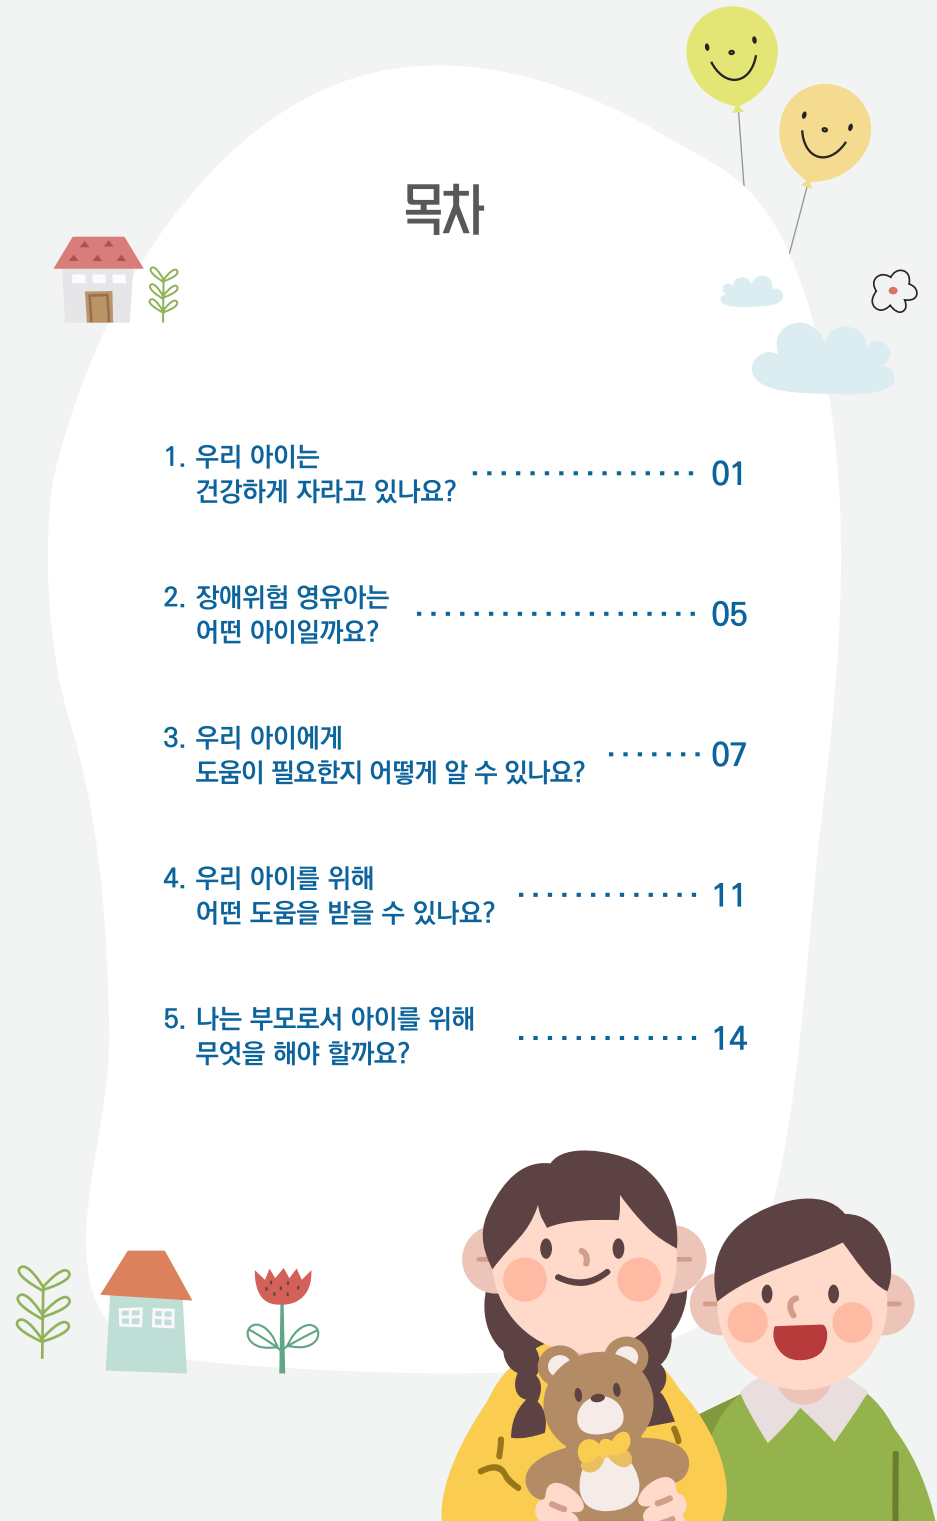 목차
1. 우리 아이는
건강하게 자라고 있나요? ················ 01
2. 장애위험 영유아는
어떤 아이일까요? ···················· 05
3. 우리 아이에게
도움이 필요한지 어떻게 알 수 있나요? ······· 07
4. 우리 아이를 위해
어떤 도움을 받을 수 있나요? ············· 11
5. 나는 부모로서 아이를 위해
무엇을 해야 할까요? ············· 14